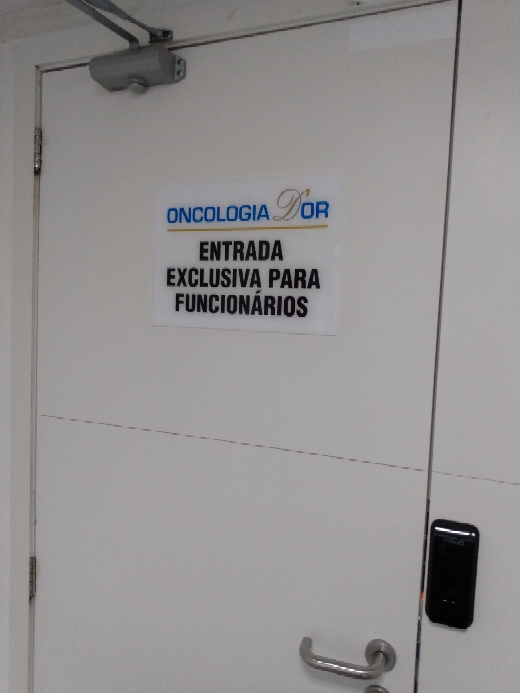 ONCOLOGIA D'OR
ENTRADA
EXCLUSIVA PARA
FUNCIONÁRIOS